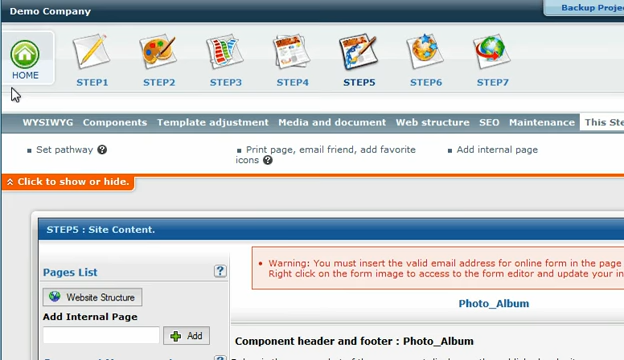 Demo Company
Backup Proje
HOME
STEP1
STEP2
STEP3
STEP4
STEP5
STEP6
STEP7
WYSIWYG Components Template adjustment Media and document Web structure SEO Maintenance This Ste
Set pathway ?
Print page, email friend, add favorite
icons ?
Add internal page
Click to show or hide.
STEP5 : Site Content.
Pages List ?
Website Structure
Add Internal Page
Add
Warning: You must insert the valid email address for online form in the page
Right click on the form image to access to the form editor and update your in
Photo_Album ?
Component header and footer : Photo_Album